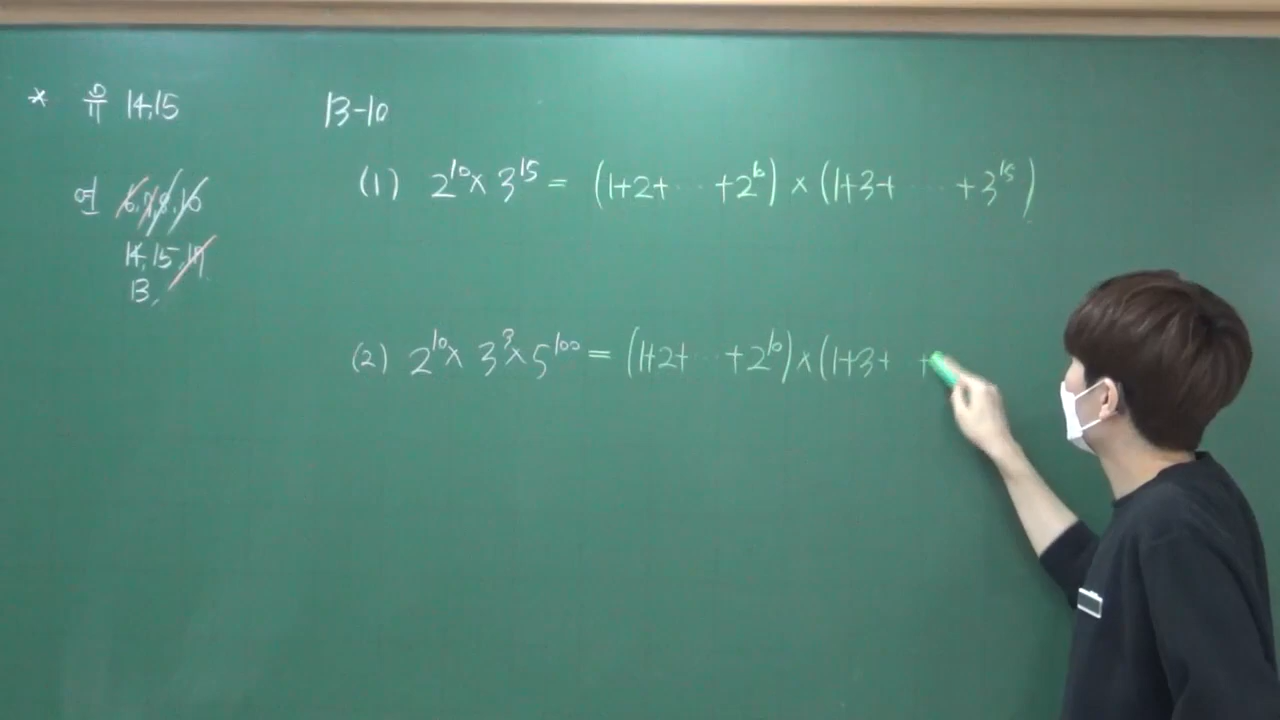 * 유 14,15
연 6,7,8,16
14,15,17
13,
13-10
(1) 2¹⁰×3¹⁵= (1+2+ ⋯ +2¹⁰)×(1+3+ ⋯ ⋯ +3¹⁵)
(2) 2¹⁰×3³×5¹⁰⁰= (1+2+ ⋯ +2¹⁰)×(1+3+ +